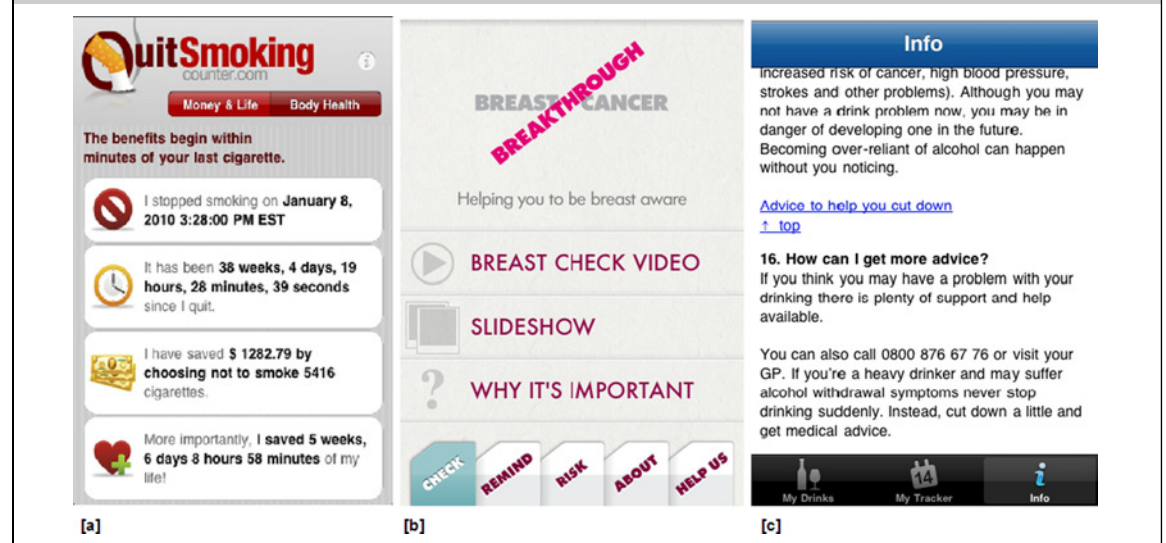 QuitSmoking
counter.com
Money & Life Body Health
The benefits begin within
minutes of your last cigarette.
I stopped smoking on January 8,
2010 3:28:00 PM EST
It has been 38 weeks, 4 days, 19
hours, 28 minutes, 39 seconds
since I quit.
I have saved $ 1282.79 by
choosing not to smoke 5416
cigarettes.
More importantly, I saved 5 weeks,
6 days 8 hours 58 minutes of my
life!
[a]
BREAKTHROUGH
BREAST CANCER
Helping you to be breast aware
BREAST CHECK VIDEO
SLIDESHOW
? WHY IT'S IMPORTANT
CHECK REMIND RISK ABOUT HELP US
[b]
Info
increased risk of cancer, high blood pressure,
strokes and other problems). Although you may
not have a drink problem now, you may be in
danger of developing one in the future.
Becoming over-reliant of alcohol can happen
without you noticing.
Advice to help you cut down
↑ top
16. How can I get more advice?
If you think you may have a problem with your
drinking there is plenty of support and help
available.
You can also call 0800 876 67 76 or visit your
GP. If you're a heavy drinker and may suffer
alcohol withdrawal symptoms never stop
drinking suddenly. Instead, cut down a little and
get medical advice.
14
My Drinks My Tracker Info
[c]